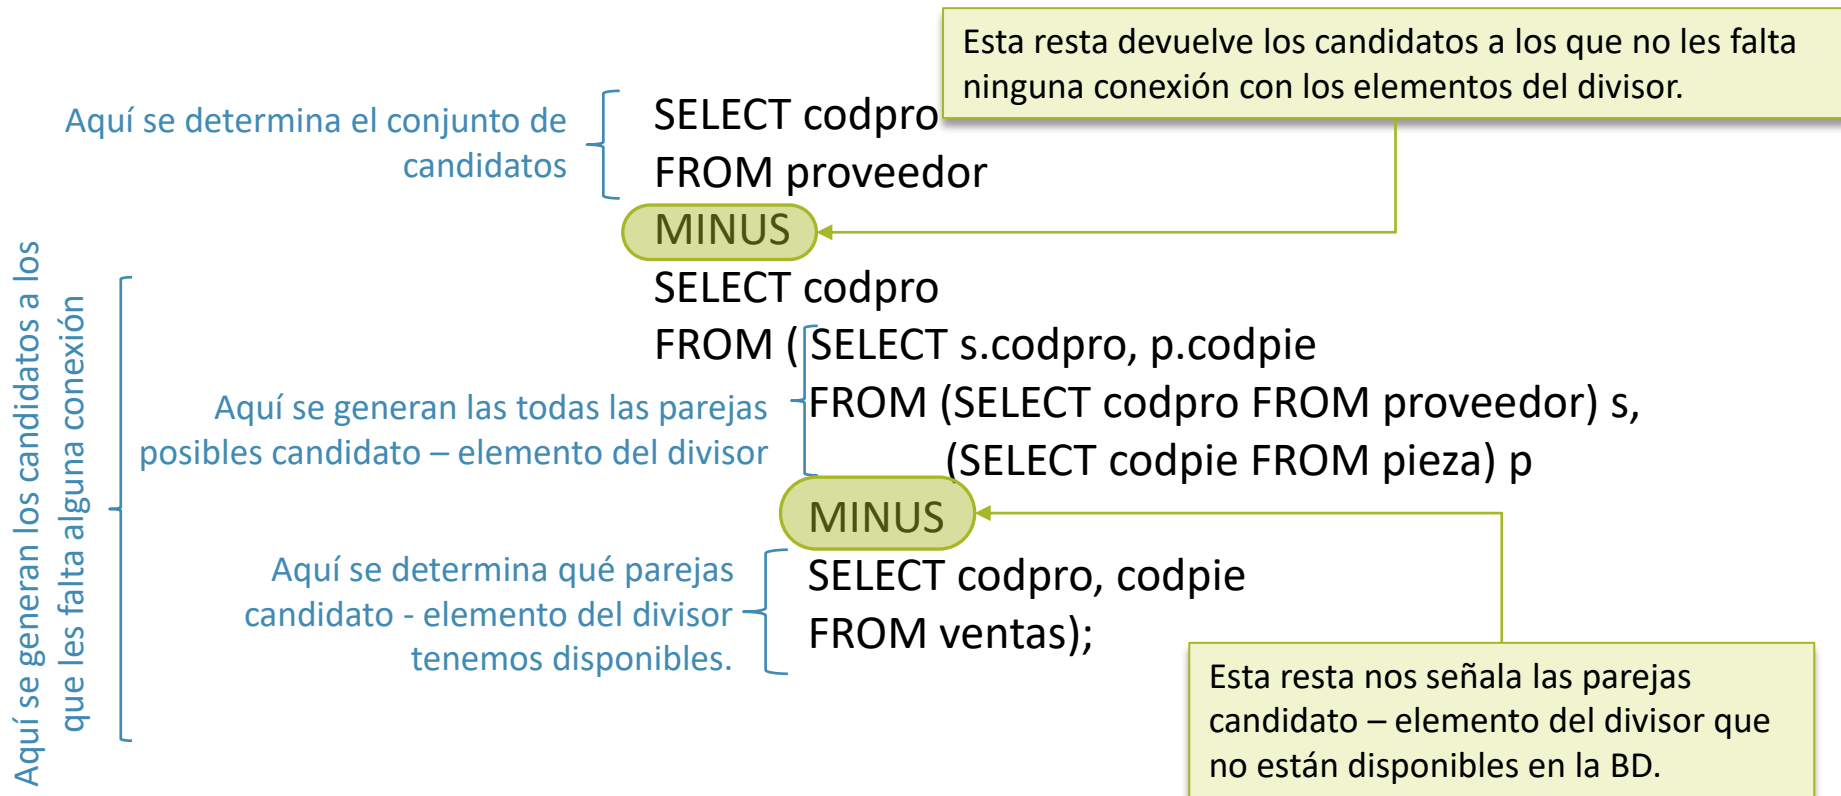 Esta resta devuelve los candidatos a los que no les falta
ninguna conexión con los elementos del divisor.
Aquí se determina el conjunto de
candidatos
SELECT codpro
FROM proveedor
MINUS
Aquí se generan los candidatos a los
que les falta alguna conexión
SELECT codpro
FROM ( SELECT s.codpro, p.codpie
FROM (SELECT codpro FROM proveedor) s,
(SELECT codpie FROM pieza) p
Aquí se generan las todas las parejas
posibles candidato – elemento del divisor
MINUS
Aquí se determina qué parejas
candidato - elemento del divisor
tenemos disponibles.
SELECT codpro, codpie
FROM ventas);
Esta resta nos señala las parejas
candidato – elemento del divisor que
no están disponibles en la BD.